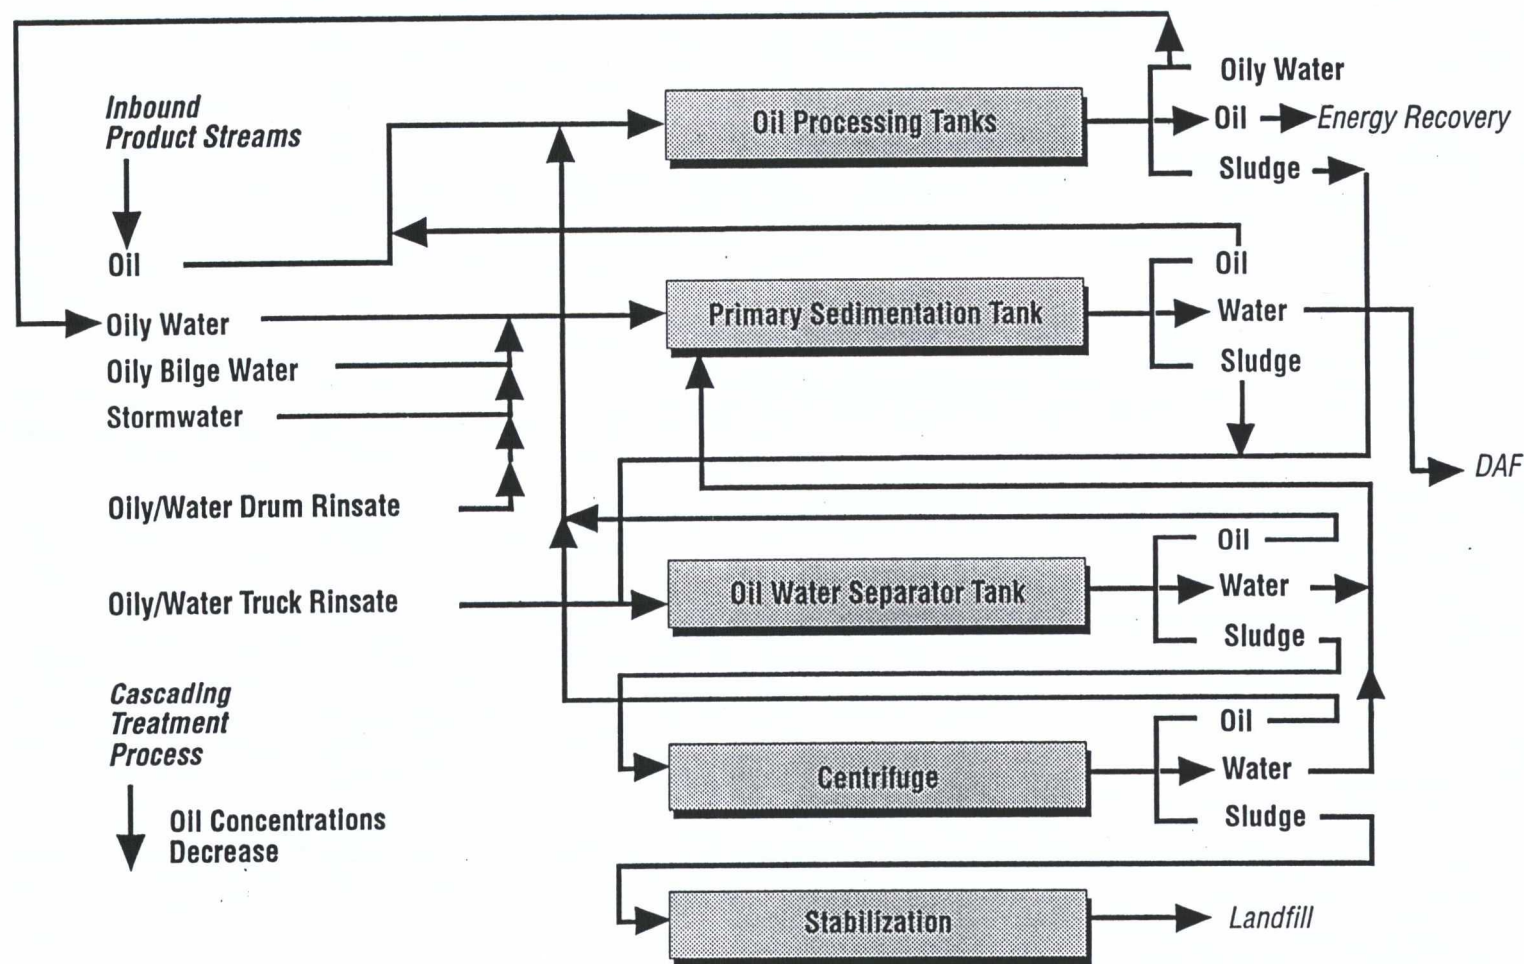 Inbound
Product Streams
Oil
Oily Water
Oily Bilge Water
Stormwater
Oily/Water Drum Rinsate
Oily/Water Truck Rinsate
Cascading
Treatment
Process
Oil Concentrations
Decrease
Oil Processing Tanks
Oily Water
Oil
Energy Recovery
Sludge
Primary Sedimentation Tank
Oil
Water
Sludge
DAF
Oil Water Separator Tank
Oil
Water
Sludge
Centrifuge
Oil
Water
Sludge
Stabilization
Landfill